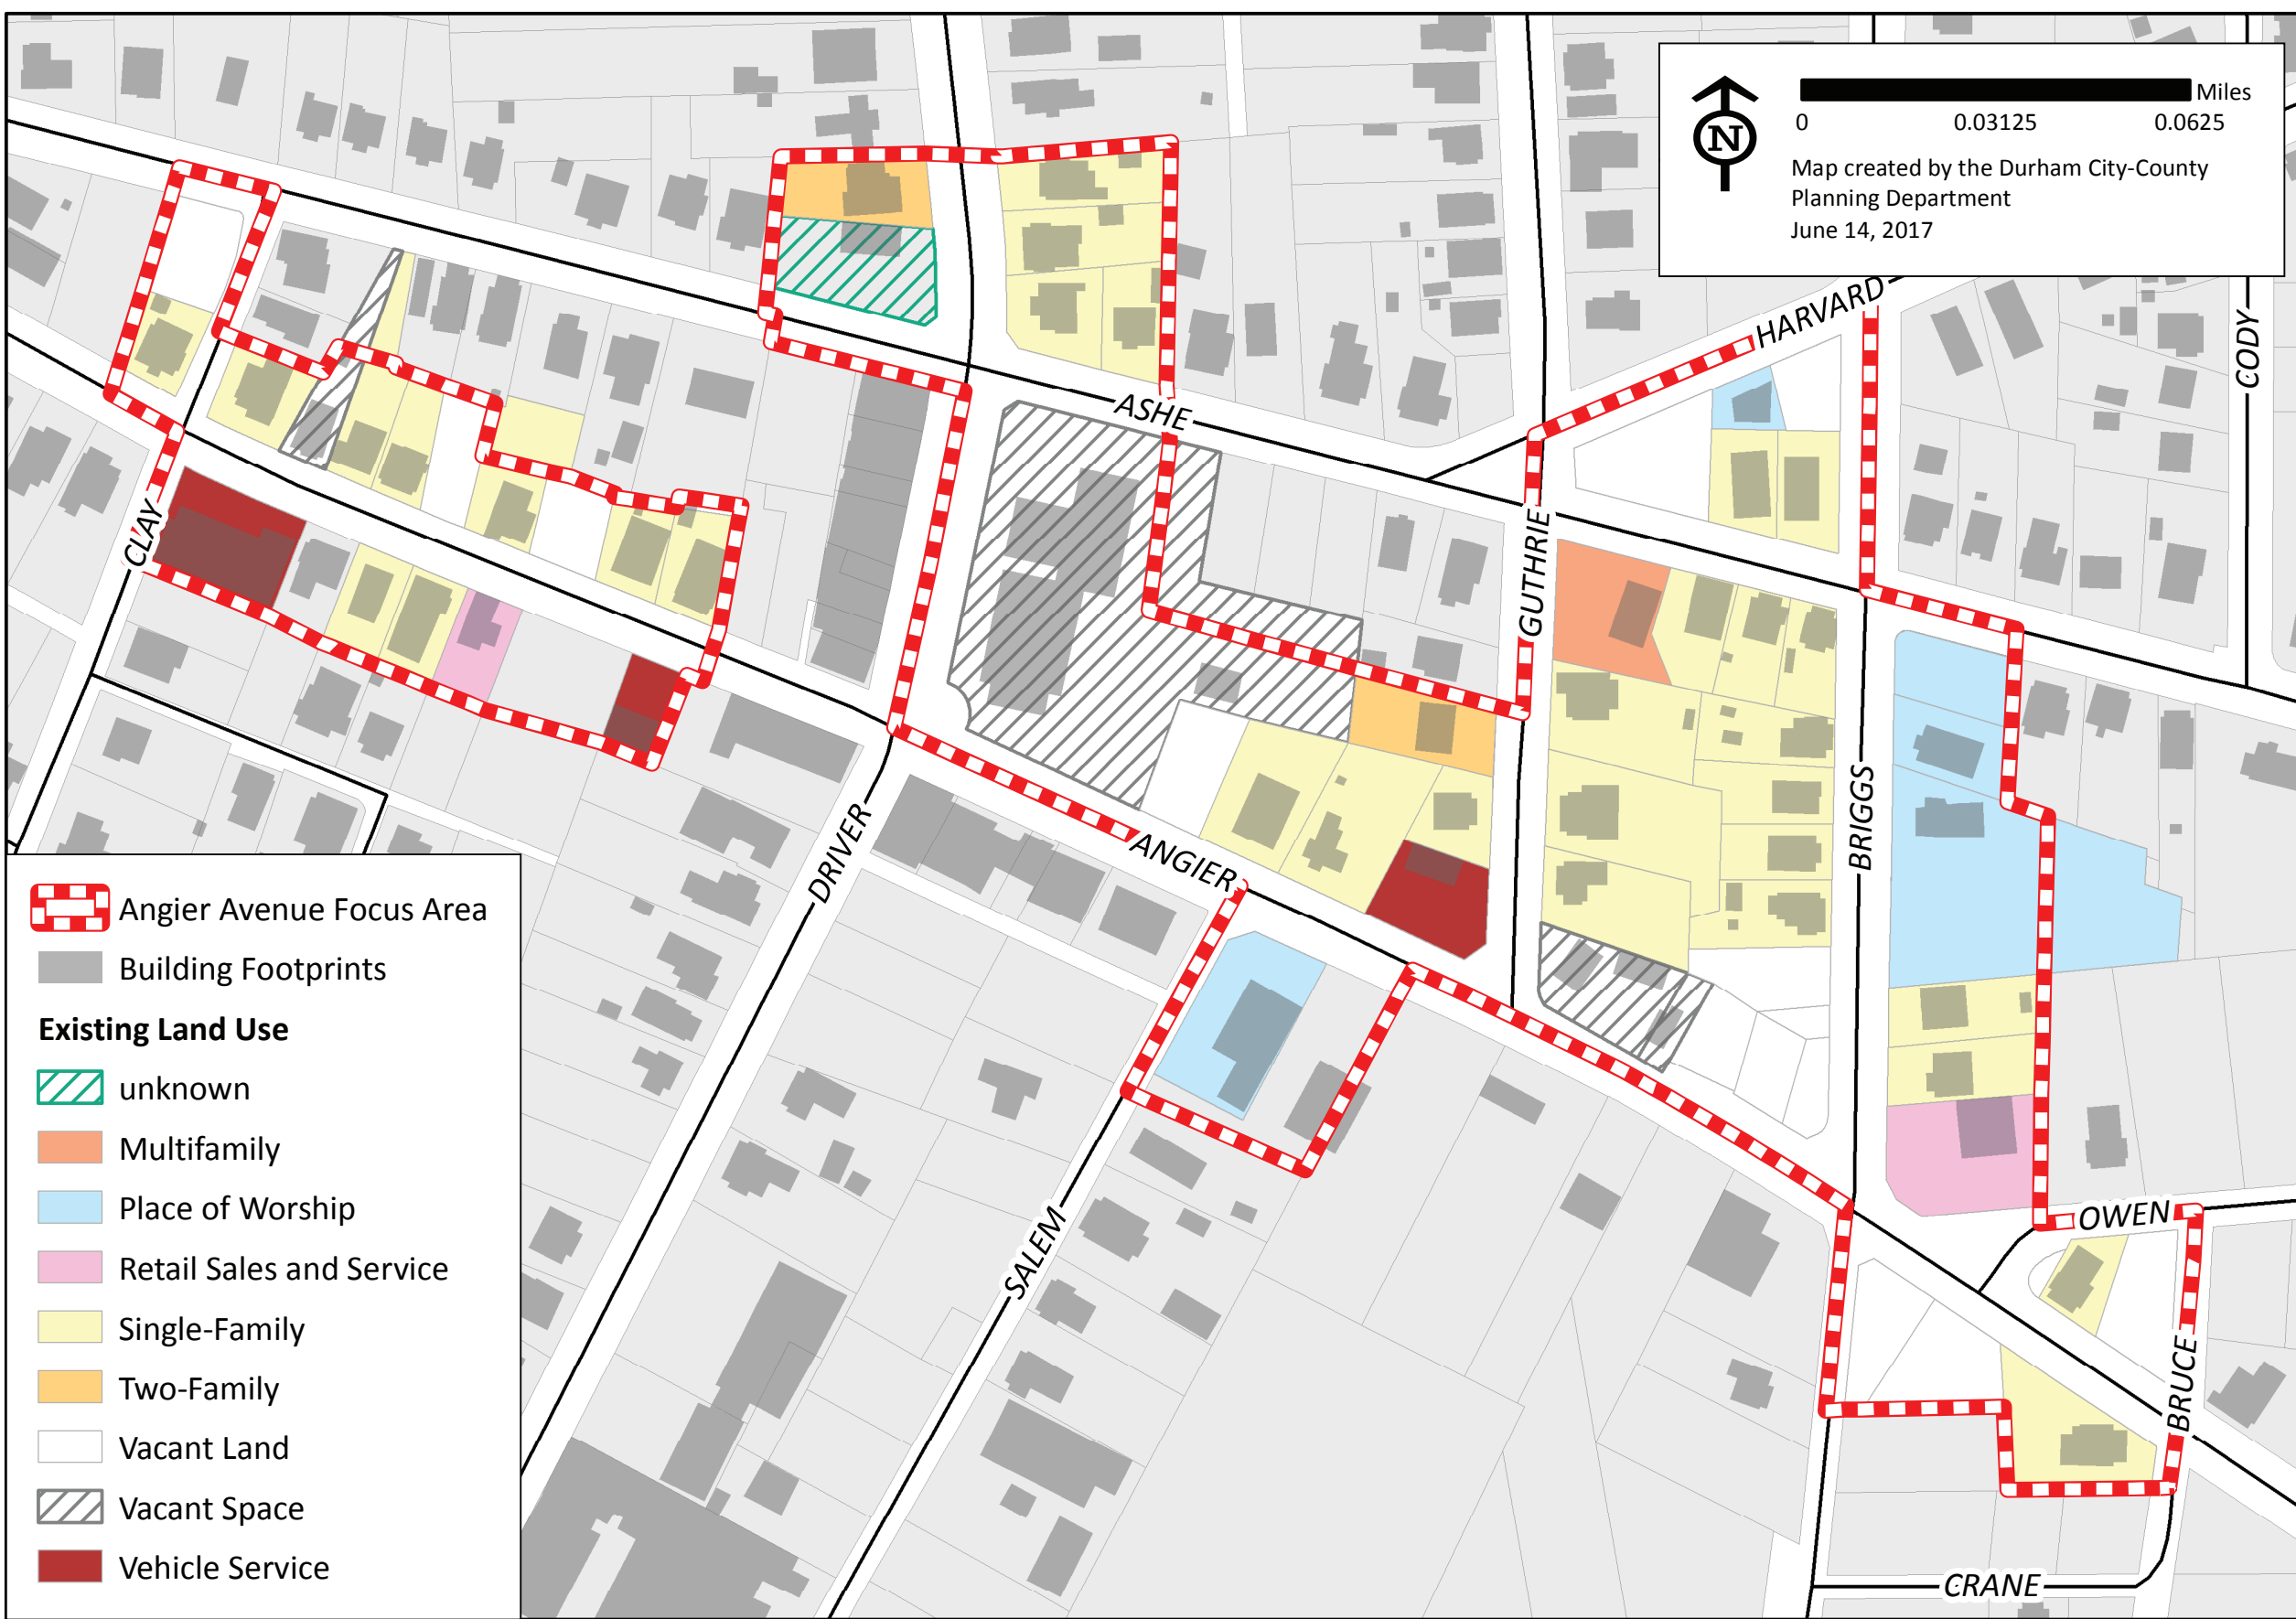 Miles
0 0.03125 0.0625
N
Map created by the Durham City-County
Planning Department
June 14, 2017
HARVARD
CODY
ASHE
CLAY
GUTHRIE
BRIGGS
DRIVER
ANGIER
SALEM
OWEN
BRUCE
CRANE
Angier Avenue Focus Area
Building Footprints
Existing Land Use
unknown
Multifamily
Place of Worship
Retail Sales and Service
Single-Family
Two-Family
Vacant Land
Vacant Space
Vehicle Service